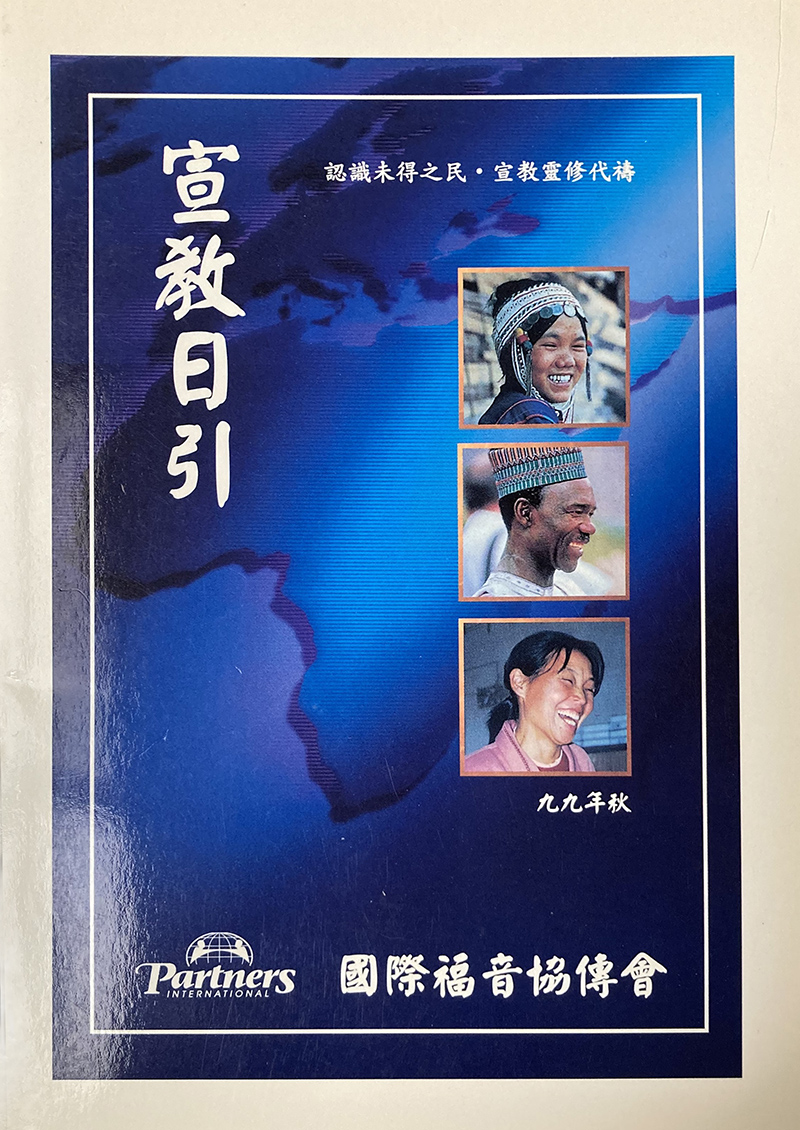 宣教日引
認識未得之民・宣教靈修代禱
九九年秋
Partners
INTERNATIONAL
國際福音協傳會